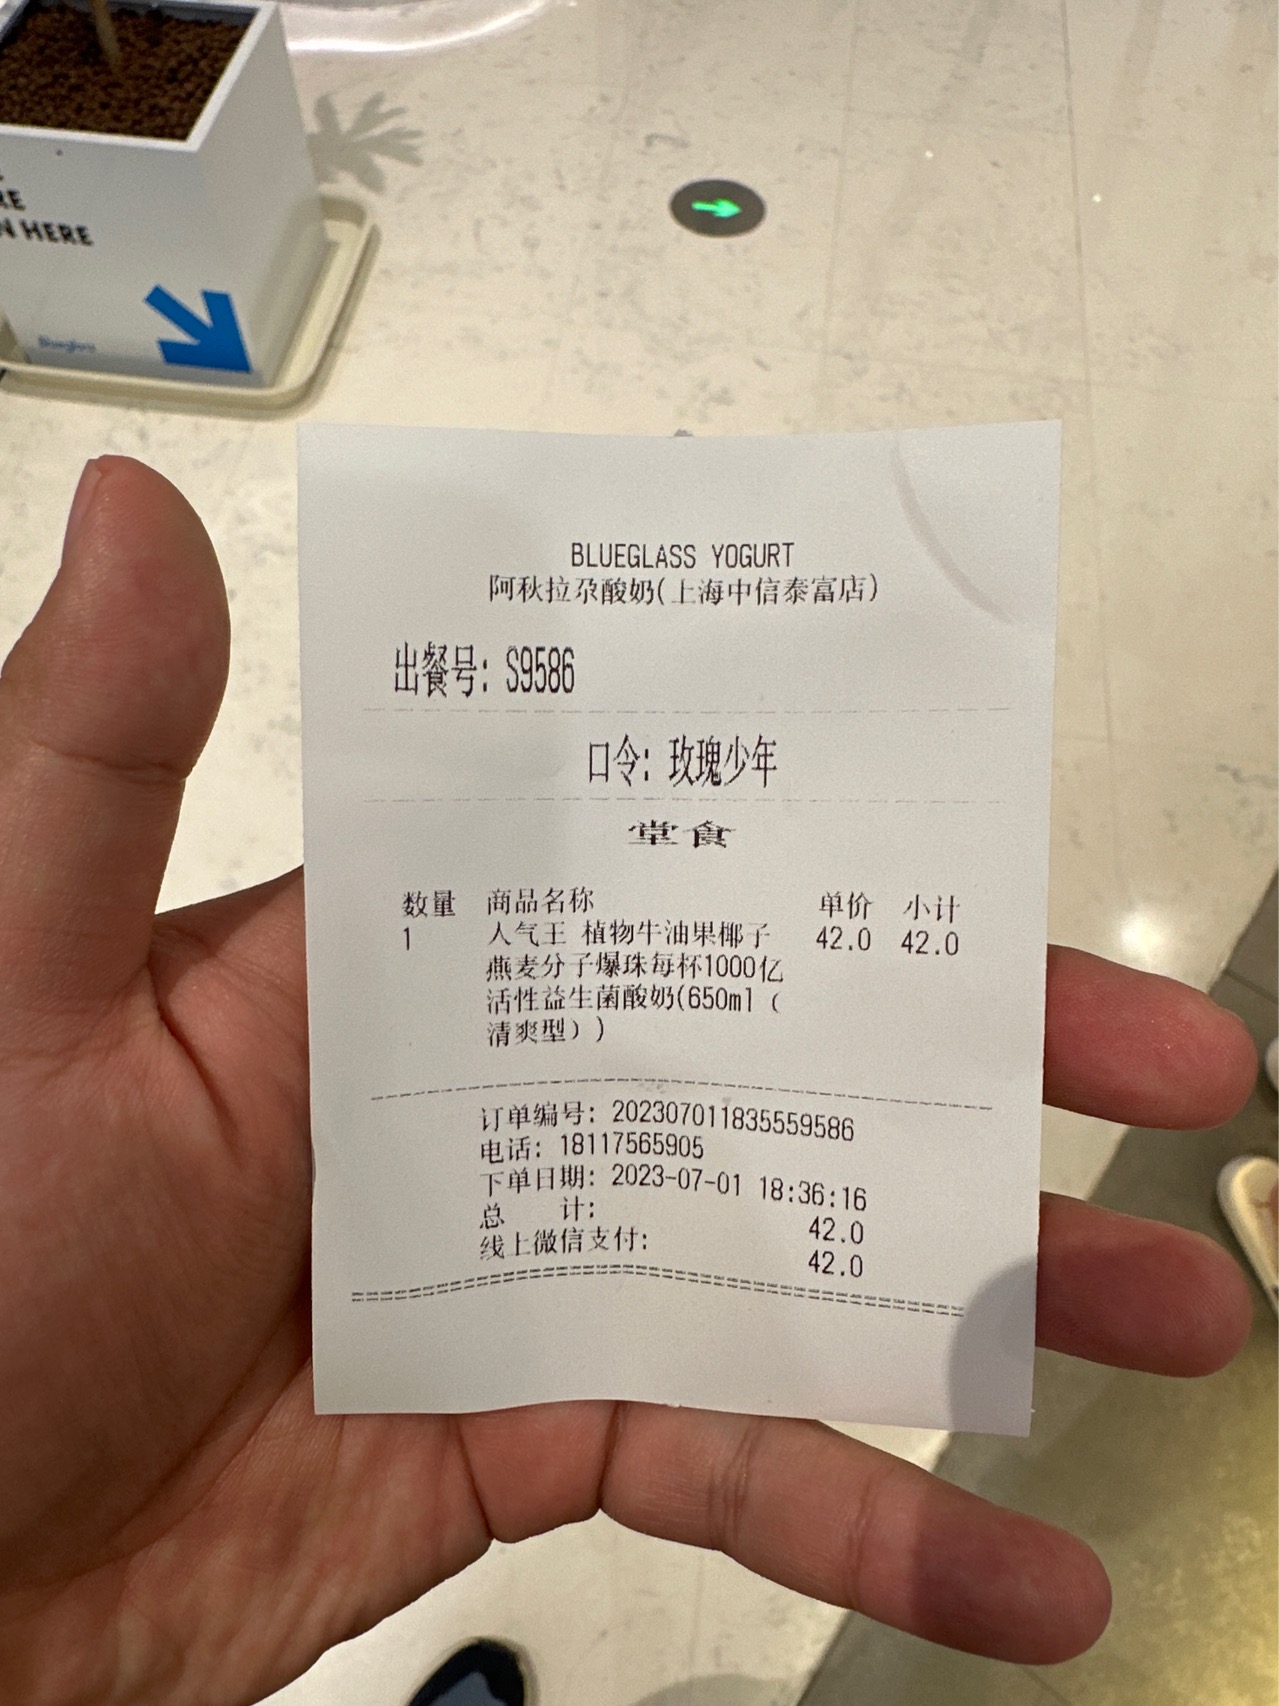 RE
N HERE
Blueglass
BLUEGLASS YOGURT
阿秋拉尕酸奶(上海中信泰富店)
出餐号: S9586
口令: 玫瑰少年
堂食
数量 商品名称 单价 小计
1 人气王 植物牛油果椰子 42.0 42.0
燕麦分子爆珠每杯1000亿
活性益生菌酸奶(650ml（
清爽型）)
订单编号: 202307011835559586
电话: 18117565905
下单日期: 2023-07-01 18:36:16
总 计: 42.0
线上微信支付: 42.0